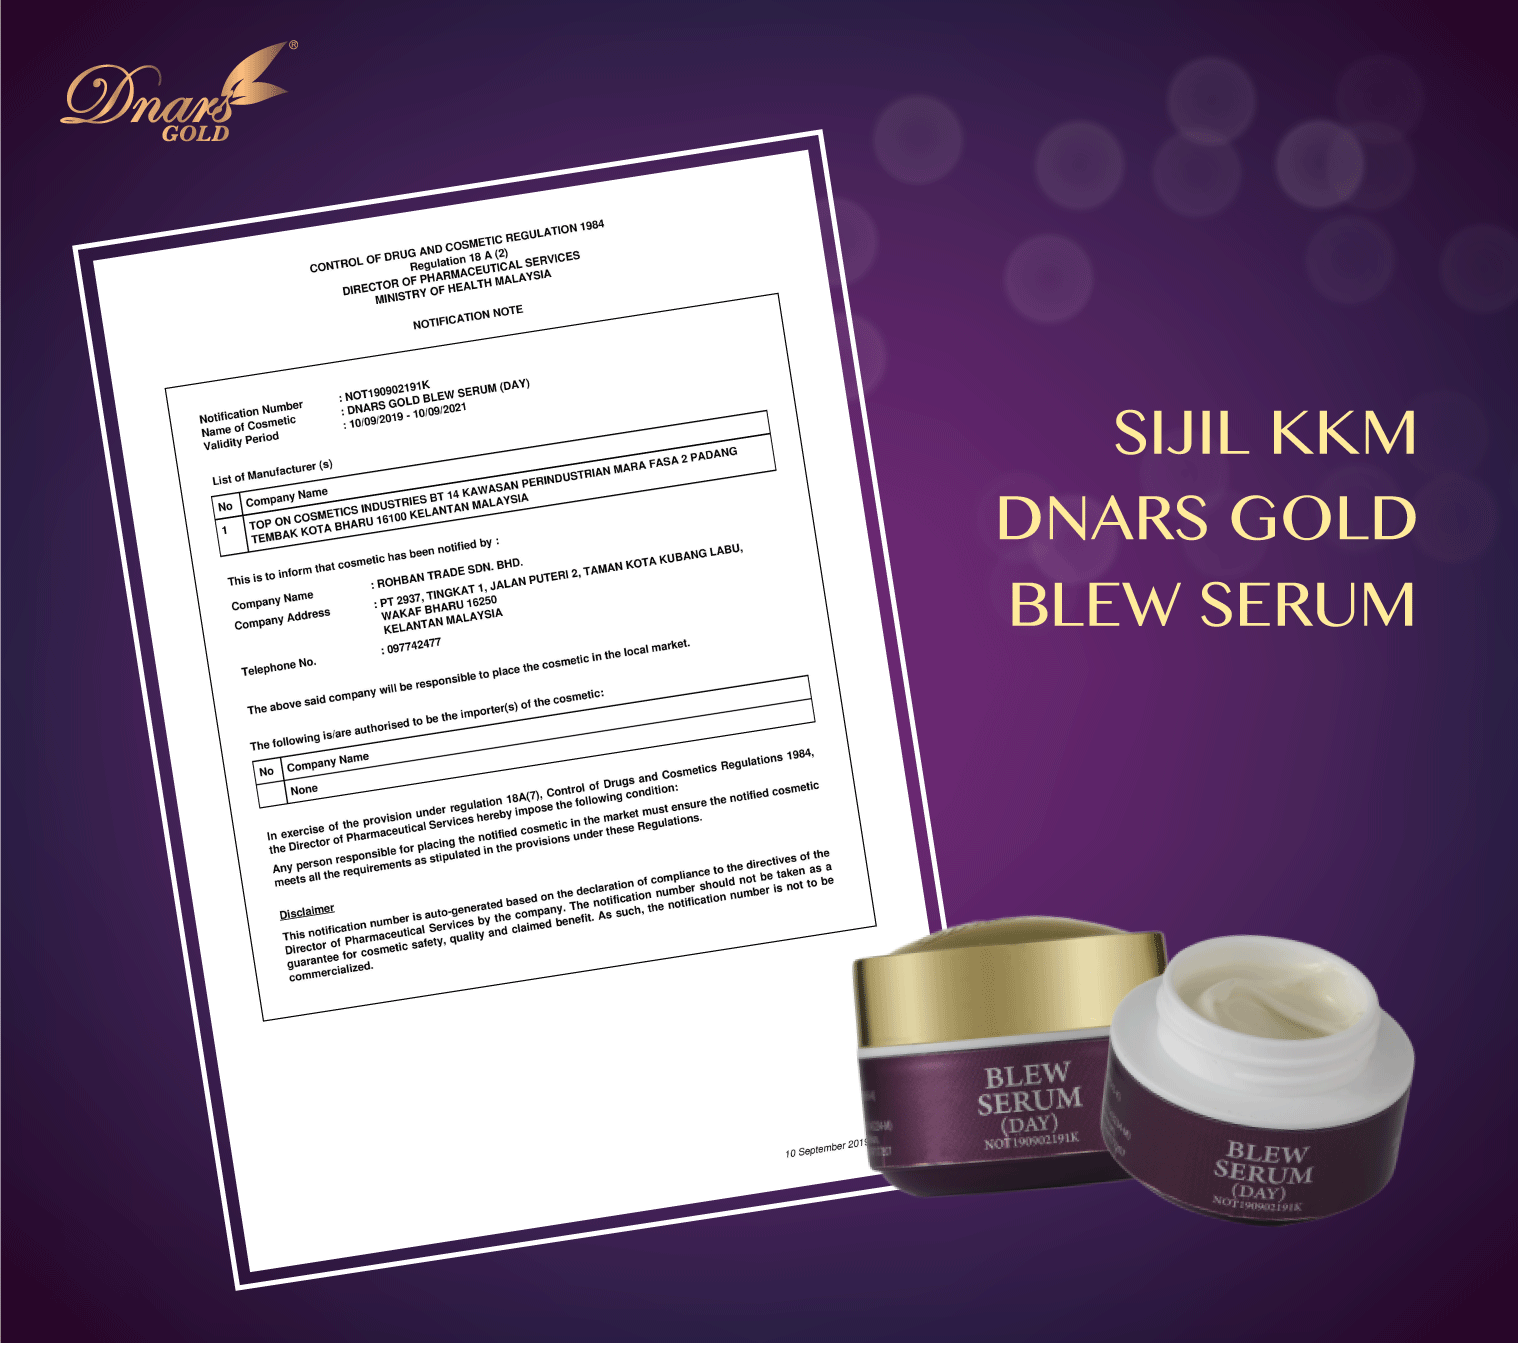 Dnars®
GOLD
CONTROL OF DRUG AND COSMETIC REGULATION 1984
Regulation 18 A (2)
DIRECTOR OF PHARMACEUTICAL SERVICES
MINISTRY OF HEALTH MALAYSIA
NOTIFICATION NOTE
Notification Number : NOT190902191K
Name of Cosmetic : DNARS GOLD BLEW SERUM (DAY)
Validity Period : 10/09/2019 - 10/09/2021
List of Manufacturer (s)
No Company Name
1 TOP ON COSMETICS INDUSTRIES BT 14 KAWASAN PERINDUSTRIAN MARA FASA 2 PADANG
TEMBAK KOTA BHARU 16100 KELANTAN MALAYSIA
This is to inform that cosmetic has been notified by :
Company Name : ROHBAN TRADE SDN. BHD.
Company Address : PT 2937, TINGKAT 1, JALAN PUTERI 2, TAMAN KOTA KUBANG LABU,
WAKAF BHARU 16250
KELANTAN MALAYSIA
Telephone No. : 097742477
The above said company will be responsible to place the cosmetic in the local market.
The following is/are authorised to be the importer(s) of the cosmetic:
No Company Name
None
In exercise of the provision under regulation 18A(7), Control of Drugs and Cosmetics Regulations 1984,
the Director of Pharmaceutical Services hereby impose the following condition:
Any person responsible for placing the notified cosmetic in the market must ensure the notified cosmetic
meets all the requirements as stipulated in the provisions under these Regulations.
Disclaimer
This notification number is auto-generated based on the declaration of compliance to the directives of the
Director of Pharmaceutical Services by the company. The notification number should not be taken as a
guarantee for cosmetic safety, quality and claimed benefit. As such, the notification number is not to be
commercialized.
10 September 2019
SIJIL KKM
DNARS GOLD
BLEW SERUM
BLEW
SERUM
(DAY)
NOT190902191K
BLEW
SERUM
(DAY)
NOT190902191K